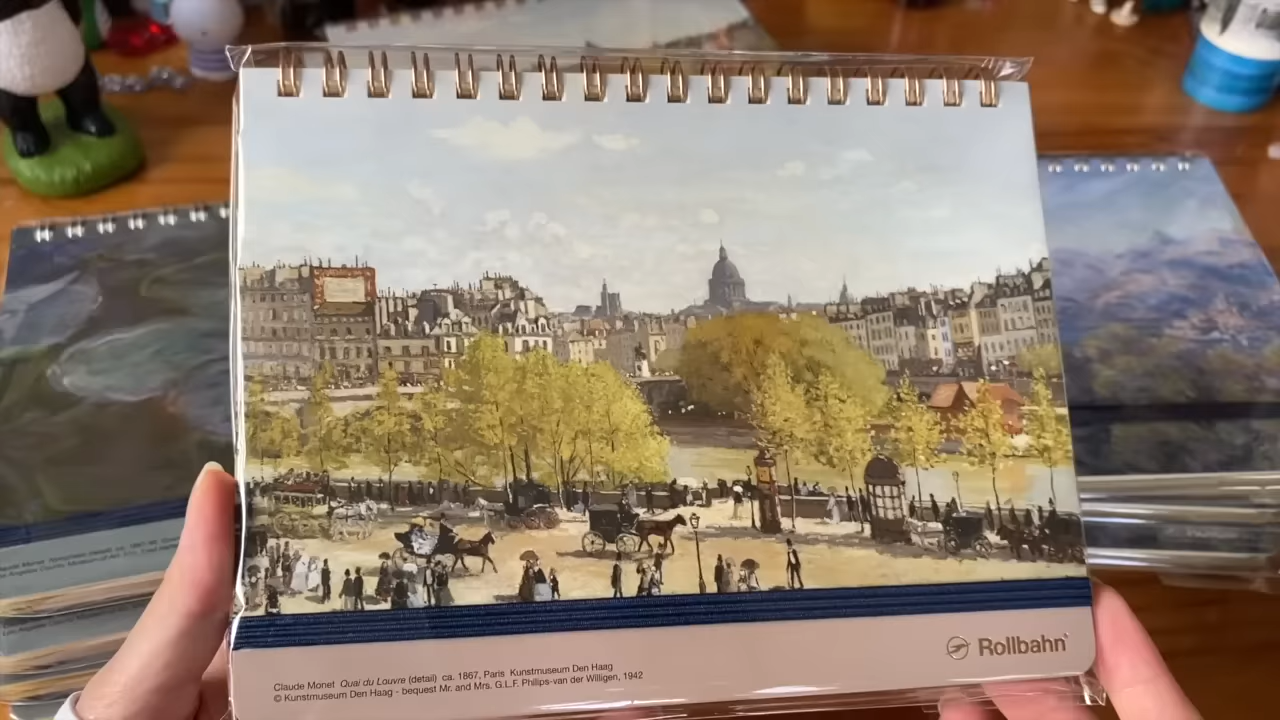 Rollbahn
Claude Monet Quai du Louvre (detail) ca. 1867, Paris Kunstmuseum Den Haag
© Kunstmuseum Den Haag - bequest Mr. and Mrs. G.L.F. Philips-van der Willigen, 1942